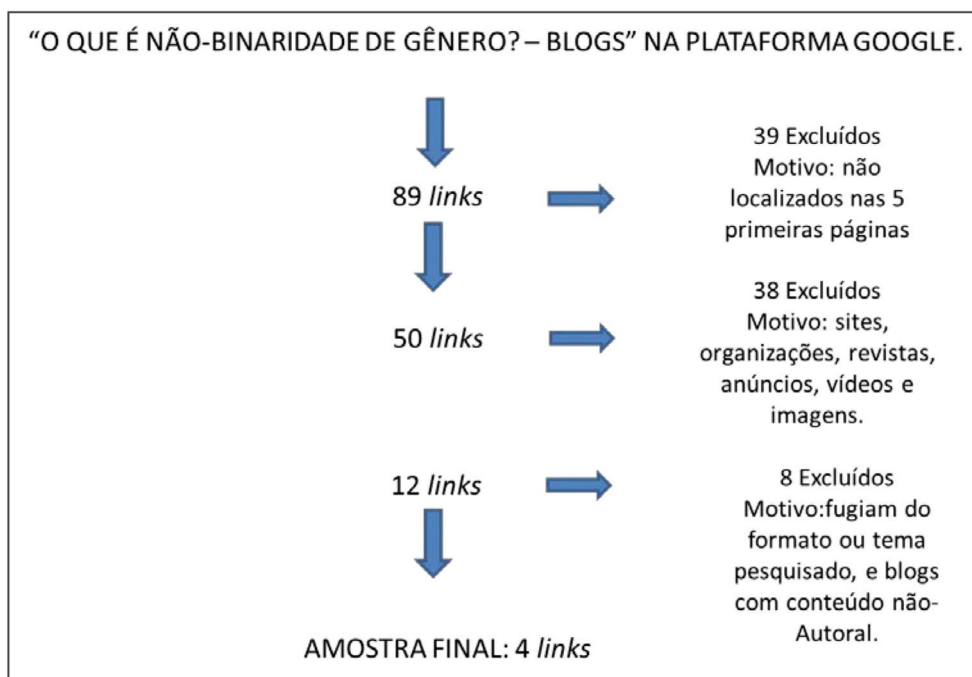 “O QUE É NÃO-BINARIDADE DE GÊNERO? – BLOGS” NA PLATAFORMA GOOGLE.
89 links
39 Excluídos
Motivo: não
localizados nas 5
primeiras páginas
50 links
38 Excluídos
Motivo: sites,
organizações, revistas,
anúncios, vídeos e
imagens.
12 links
8 Excluídos
Motivo:fugiam do
formato ou tema
pesquisado, e blogs
com conteúdo não-
Autoral.
AMOSTRA FINAL: 4 links